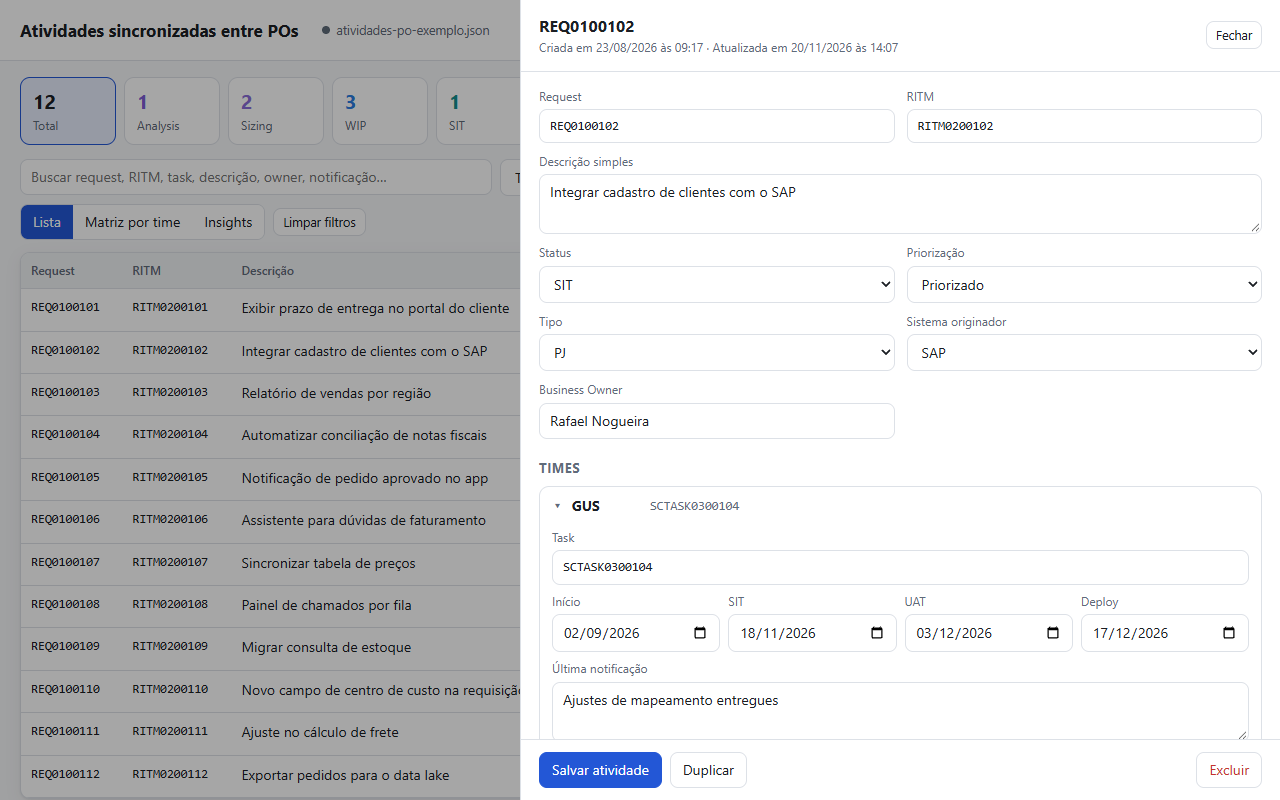 Atividades sincronizadas entre POs
atividades-po-exemplo.json
12
Total
1
Analysis
2
Sizing
3
WIP
1
SIT
Buscar request, RITM, task, descrição, owner, notificação...
Lista
Matriz por time
Insights
Limpar filtros
Request RITM Descrição
REQ0100101 RITM0200101 Exibir prazo de entrega no portal do cliente
REQ0100102 RITM0200102 Integrar cadastro de clientes com o SAP
REQ0100103 RITM0200103 Relatório de vendas por região
REQ0100104 RITM0200104 Automatizar conciliação de notas fiscais
REQ0100105 RITM0200105 Notificação de pedido aprovado no app
REQ0100106 RITM0200106 Assistente para dúvidas de faturamento
REQ0100107 RITM0200107 Sincronizar tabela de preços
REQ0100108 RITM0200108 Painel de chamados por fila
REQ0100109 RITM0200109 Migrar consulta de estoque
REQ0100110 RITM0200110 Novo campo de centro de custo na requisição
REQ0100111 RITM0200111 Ajuste no cálculo de frete
REQ0100112 RITM0200112 Exportar pedidos para o data lake
REQ0100102
Criada em 23/08/2026 às 09:17 · Atualizada em 20/11/2026 às 14:07
Fechar
Request RITM
REQ0100102 RITM0200102
Descrição simples
Integrar cadastro de clientes com o SAP
Status Priorização
SIT Priorizado
Tipo Sistema originador
PJ SAP
Business Owner
Rafael Nogueira
TIMES
GUS SCTASK0300104
Task
SCTASK0300104
Início SIT UAT Deploy
02/09/2026 18/11/2026 03/12/2026 17/12/2026
Última notificação
Ajustes de mapeamento entregues
Salvar atividade Duplicar Excluir